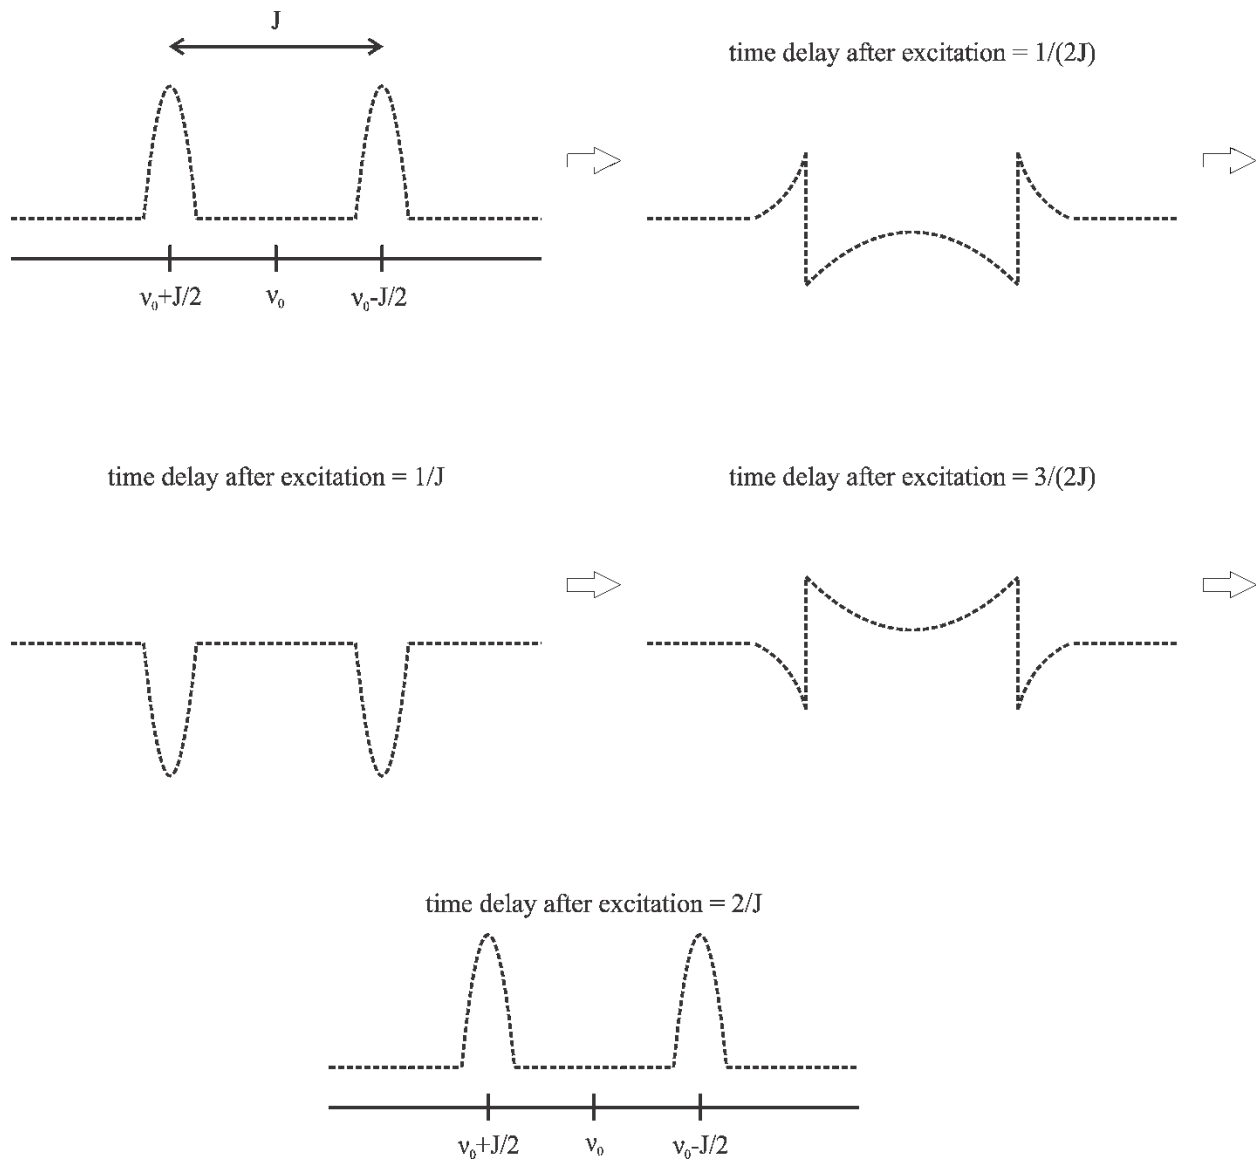 J
time delay after excitation = 1/(2J)
ν₀+J/2
ν₀
ν₀-J/2
time delay after excitation = 1/J
time delay after excitation = 3/(2J)
time delay after excitation = 2/J
ν₀+J/2
ν₀
ν₀-J/2